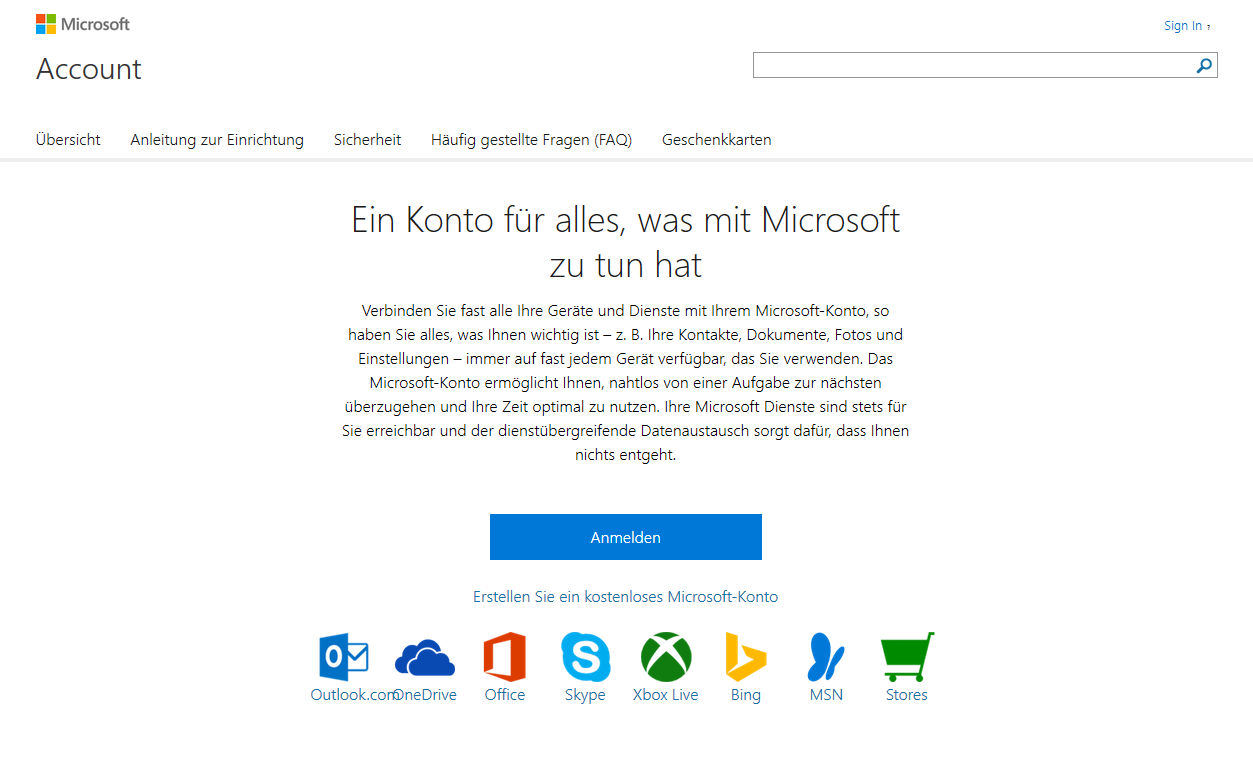 Microsoft
Sign In
Account
Übersicht Anleitung zur Einrichtung Sicherheit Häufig gestellte Fragen (FAQ) Geschenkkarten
Ein Konto für alles, was mit Microsoft
zu tun hat
Verbinden Sie fast alle Ihre Geräte und Dienste mit Ihrem Microsoft-Konto, so
haben Sie alles, was Ihnen wichtig ist – z. B. Ihre Kontakte, Dokumente, Fotos und
Einstellungen – immer auf fast jedem Gerät verfügbar, das Sie verwenden. Das
Microsoft-Konto ermöglicht Ihnen, nahtlos von einer Aufgabe zur nächsten
überzugehen und Ihre Zeit optimal zu nutzen. Ihre Microsoft Dienste sind stets für
Sie erreichbar und der dienstübergreifende Datenaustausch sorgt dafür, dass Ihnen
nichts entgeht.
Anmelden
Erstellen Sie ein kostenloses Microsoft-Konto
Outlook.com OneDrive Office Skype Xbox Live Bing MSN Stores